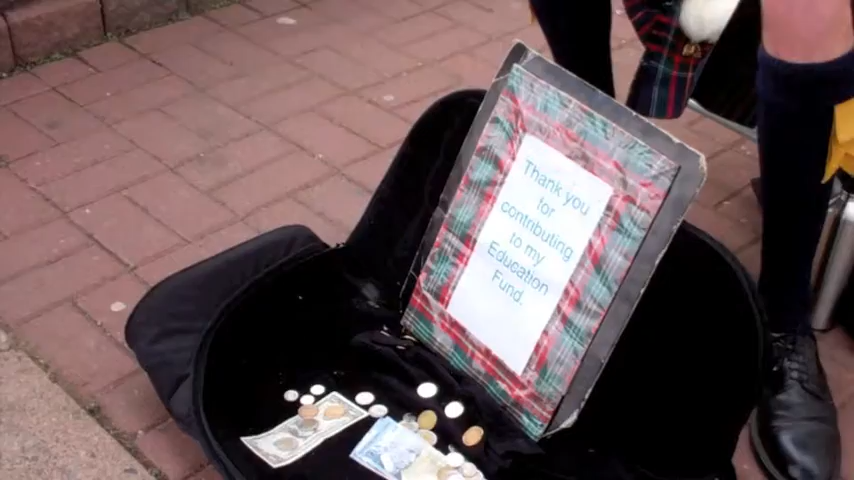 Thank you
for
contributing
to my
Education
Fund.